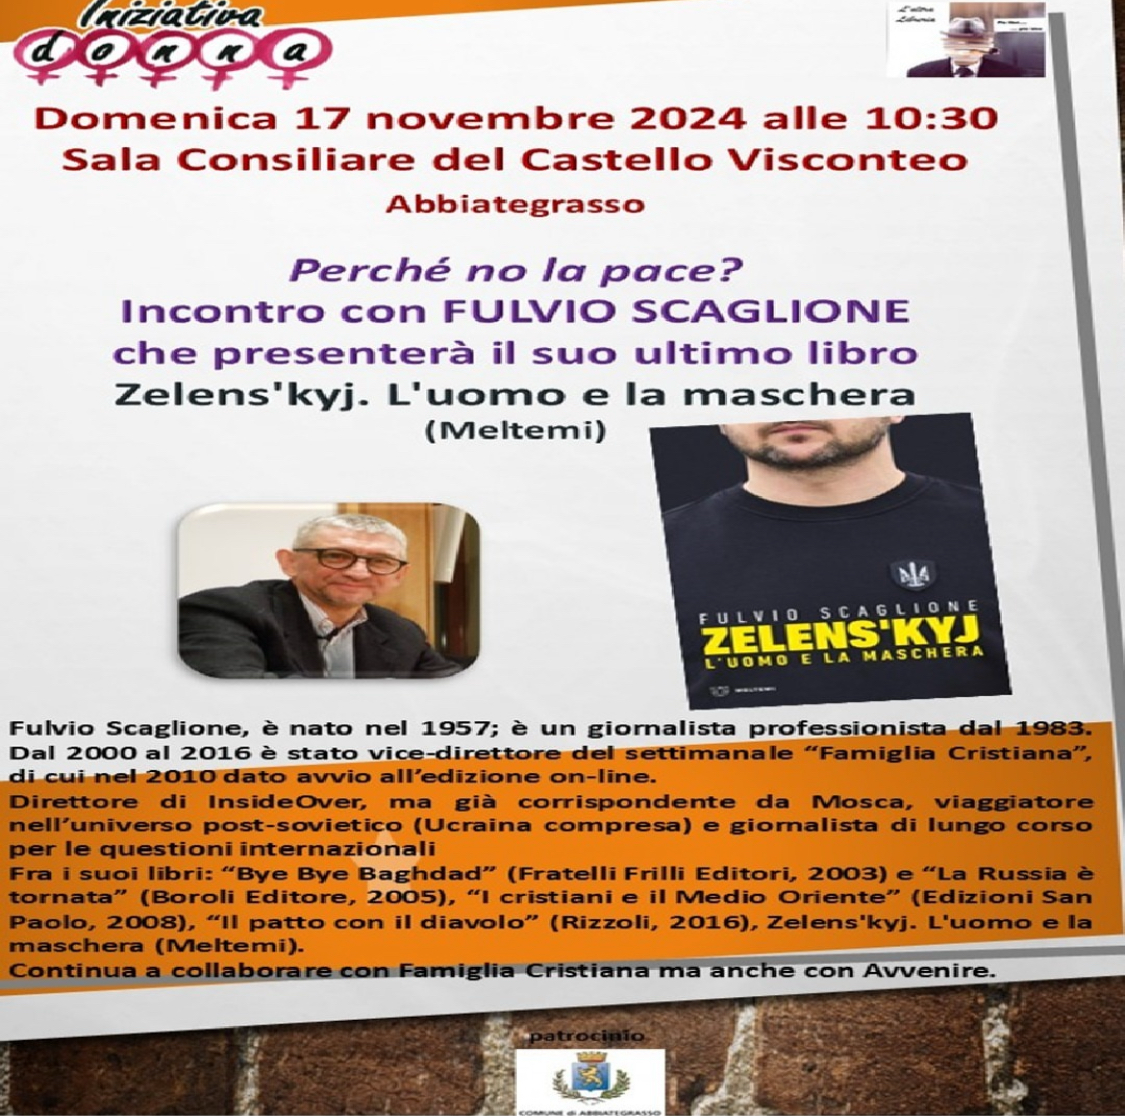 Iniziativa
donna
L'altra
Libreria
Domenica 17 novembre 2024 alle 10:30
Sala Consiliare del Castello Visconteo
Abbiategrasso
Perché no la pace?
Incontro con FULVIO SCAGLIONE
che presenterà il suo ultimo libro
Zelens'kyj. L'uomo e la maschera
(Meltemi)
FULVIO SCAGLIONE
ZELENS'KYJ
L'UOMO E LA MASCHERA
MELTEMI
Fulvio Scaglione, è nato nel 1957; è un giornalista professionista dal 1983.
Dal 2000 al 2016 è stato vice-direttore del settimanale “Famiglia Cristiana”,
di cui nel 2010 dato avvio all’edizione on-line.
Direttore di InsideOver, ma già corrispondente da Mosca, viaggiatore
nell’universo post-sovietico (Ucraina compresa) e giornalista di lungo corso
per le questioni internazionali
Fra i suoi libri: “Bye Bye Baghdad” (Fratelli Frilli Editori, 2003) e “La Russia è
tornata” (Boroli Editore, 2005), “I cristiani e il Medio Oriente” (Edizioni San
Paolo, 2008), “Il patto con il diavolo” (Rizzoli, 2016), Zelens'kyj. L'uomo e la
maschera (Meltemi).
Continua a collaborare con Famiglia Cristiana ma anche con Avvenire.
patrocinio
COMUNE di ABBIATEGRASSO